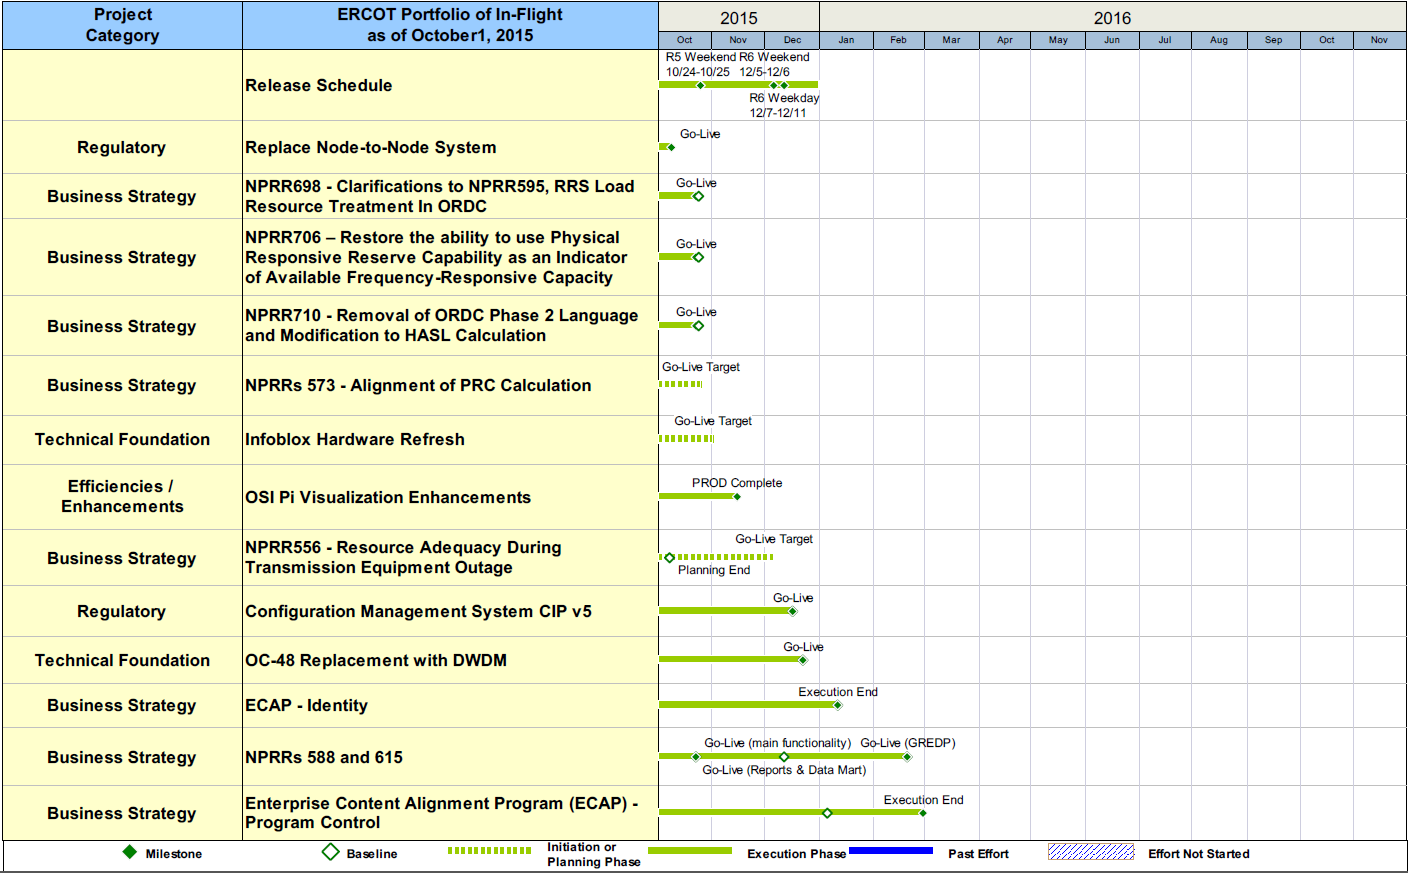 Project
Category
ERCOT Portfolio of In-Flight
as of October1, 2015
2015
2016
Oct
Nov
Dec
Jan
Feb
Mar
Apr
May
Jun
Jul
Aug
Sep
Oct
Nov
Release Schedule
R5 Weekend
10/24-10/25
R6 Weekend
12/5-12/6
R6 Weekday
12/7-12/11
Regulatory
Replace Node-to-Node System
Go-Live
Business Strategy
NPRR698 - Clarifications to NPRR595, RRS Load
Resource Treatment In ORDC
Go-Live
Business Strategy
NPRR706 – Restore the ability to use Physical
Responsive Reserve Capability as an Indicator
of Available Frequency-Responsive Capacity
Go-Live
Business Strategy
NPRR710 - Removal of ORDC Phase 2 Language
and Modification to HASL Calculation
Go-Live
Business Strategy
NPRRs 573 - Alignment of PRC Calculation
Go-Live Target
Technical Foundation
Infoblox Hardware Refresh
Go-Live Target
Efficiencies /
Enhancements
OSI Pi Visualization Enhancements
PROD Complete
Business Strategy
NPRR556 - Resource Adequacy During
Transmission Equipment Outage
Go-Live Target
Planning End
Regulatory
Configuration Management System CIP v5
Go-Live
Technical Foundation
OC-48 Replacement with DWDM
Go-Live
Business Strategy
ECAP - Identity
Execution End
Business Strategy
NPRRs 588 and 615
Go-Live (main functionality)
Go-Live (GREDP)
Go-Live (Reports & Data Mart)
Business Strategy
Enterprise Content Alignment Program (ECAP) -
Program Control
Execution End
Milestone
Baseline
Initiation or
Planning Phase
Execution Phase
Past Effort
Effort Not Started